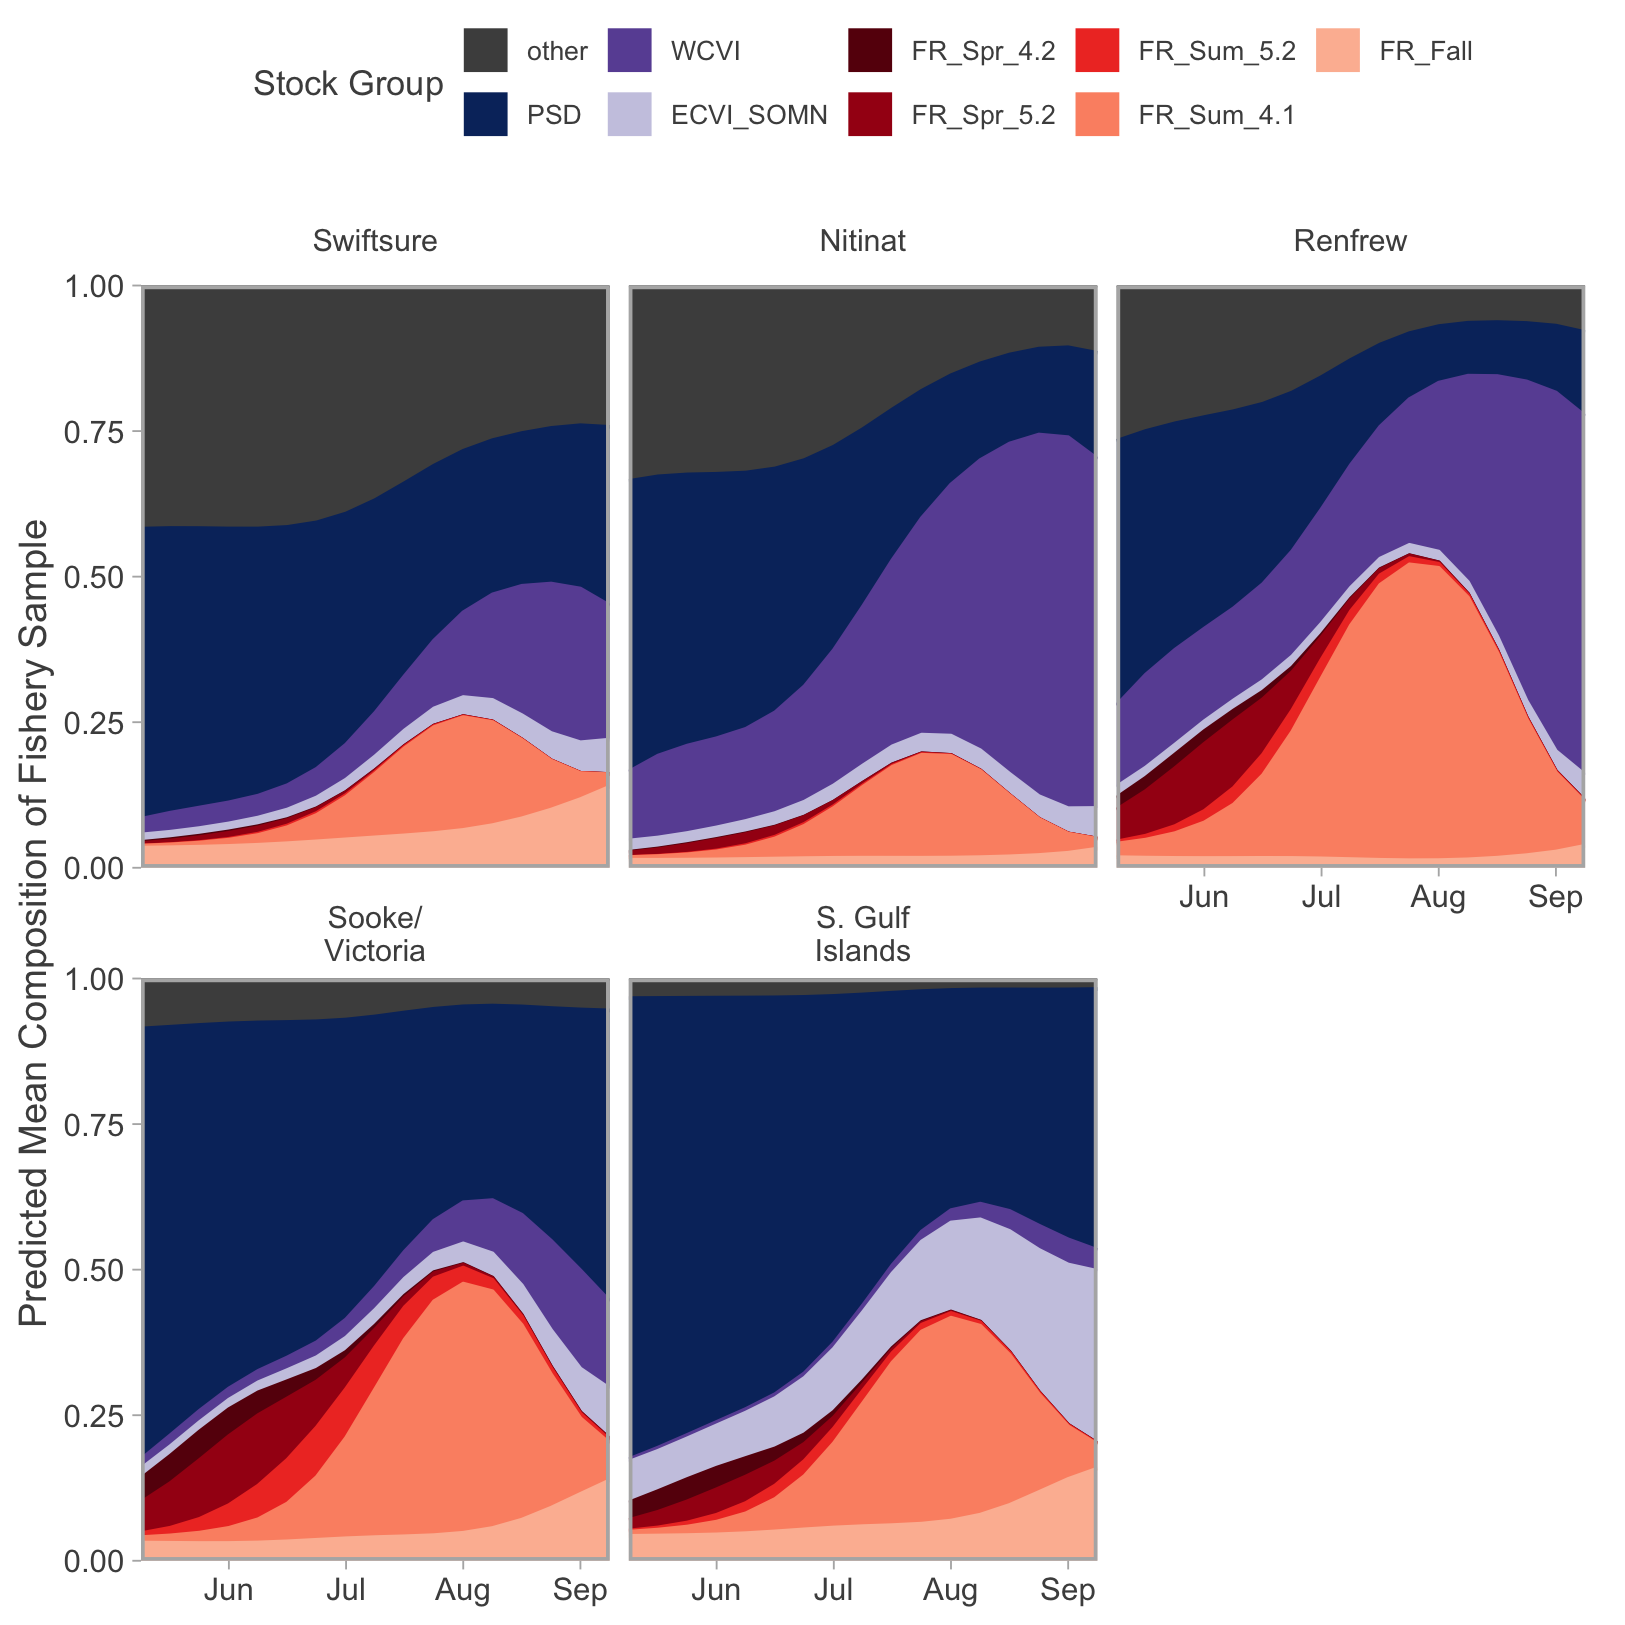 Stock Group
other WCVI FR_Spr_4.2 FR_Sum_5.2 FR_Fall
PSD ECVI_SOMN FR_Spr_5.2 FR_Sum_4.1
Swiftsure Nitinat Renfrew
Predicted Mean Composition of Fishery Sample
1.00
0.75
0.50
0.25
0.00
Jun Jul Aug Sep
Sooke/
Victoria
S. Gulf
Islands
1.00
0.75
0.50
0.25
0.00
Jun Jul Aug Sep
Jun Jul Aug Sep